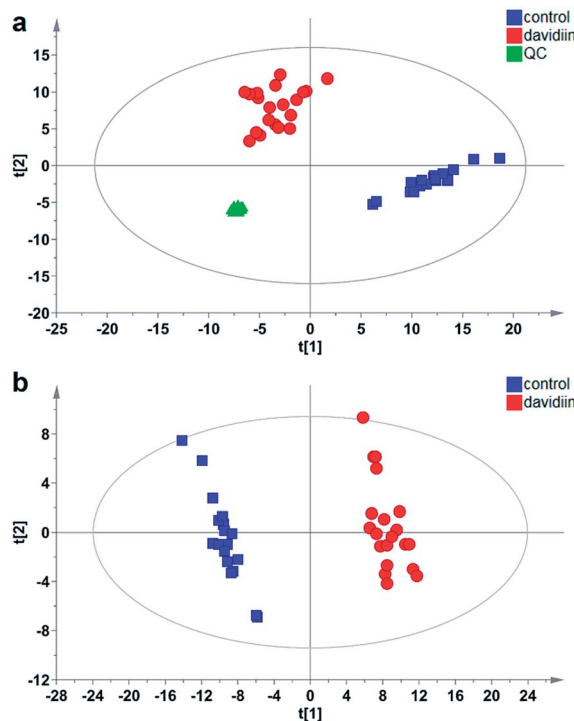 a
control
davidiin
QC
15
10
5
0
-5
-10
-15
-20
t[2]
-25 -20 -15 -10 -5 0 5 10 15 20
t[1]
b
control
davidiin
8
4
0
-4
-8
-12
t[2]
-28 -24 -20 -16 -12 -8 -4 0 4 8 12 16 20 24
t[1]